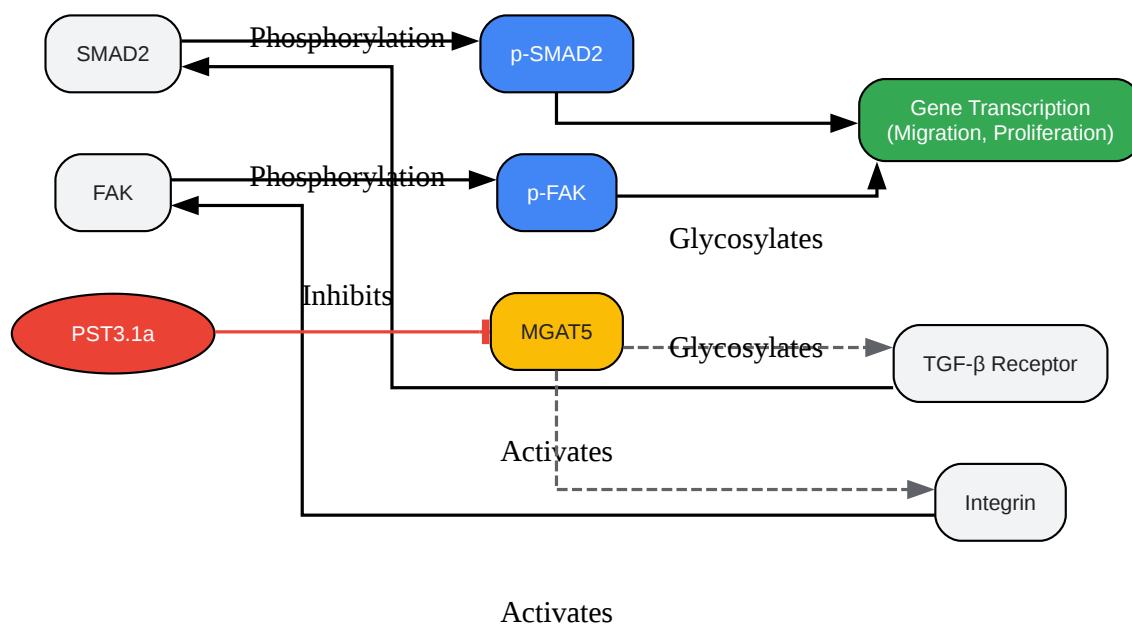 SMAD2
Phosphorylation
p-SMAD2
Gene Transcription
(Migration, Proliferation)
FAK
Phosphorylation
p-FAK
Glycosylates
PST3.1a
Inhibits
MGAT5
Glycosylates
TGF-β Receptor
Activates
Integrin
Activates